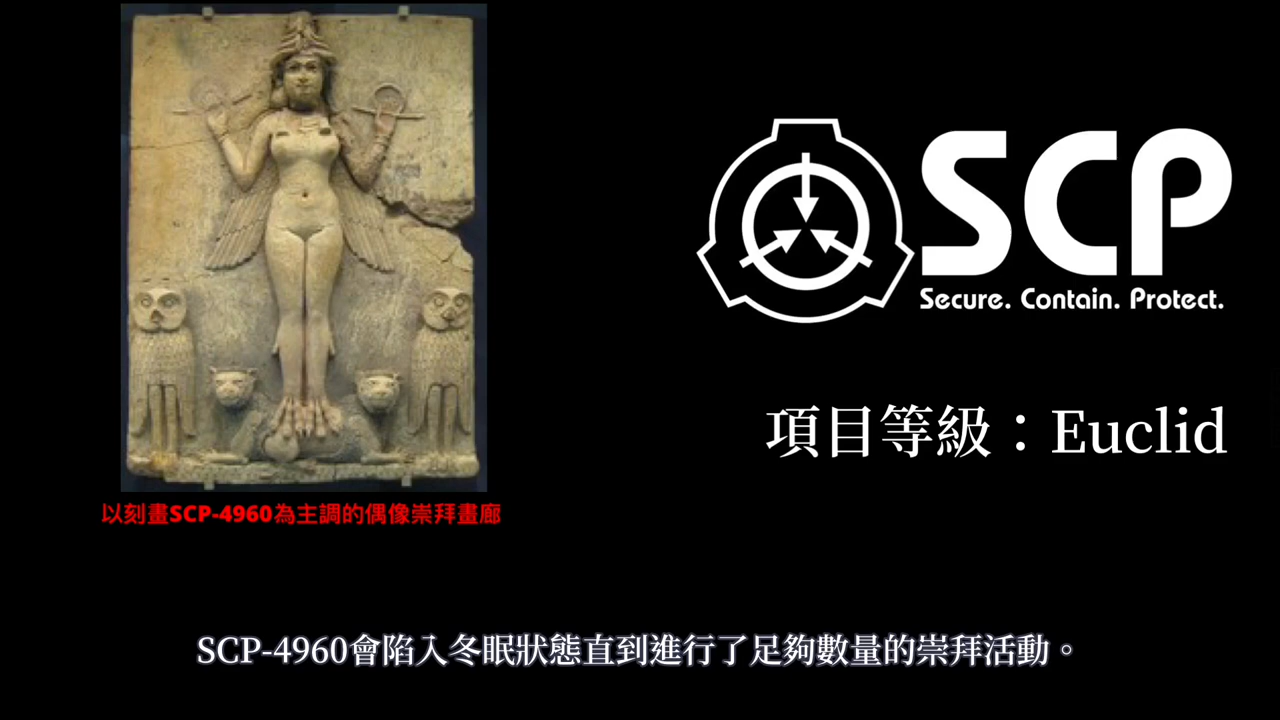 SCP
Secure. Contain. Protect.
項目等級：Euclid
以刻畫SCP-4960為主調的偶像崇拜畫廊
SCP-4960會陷入冬眠狀態直到進行了足夠數量的崇拜活動。